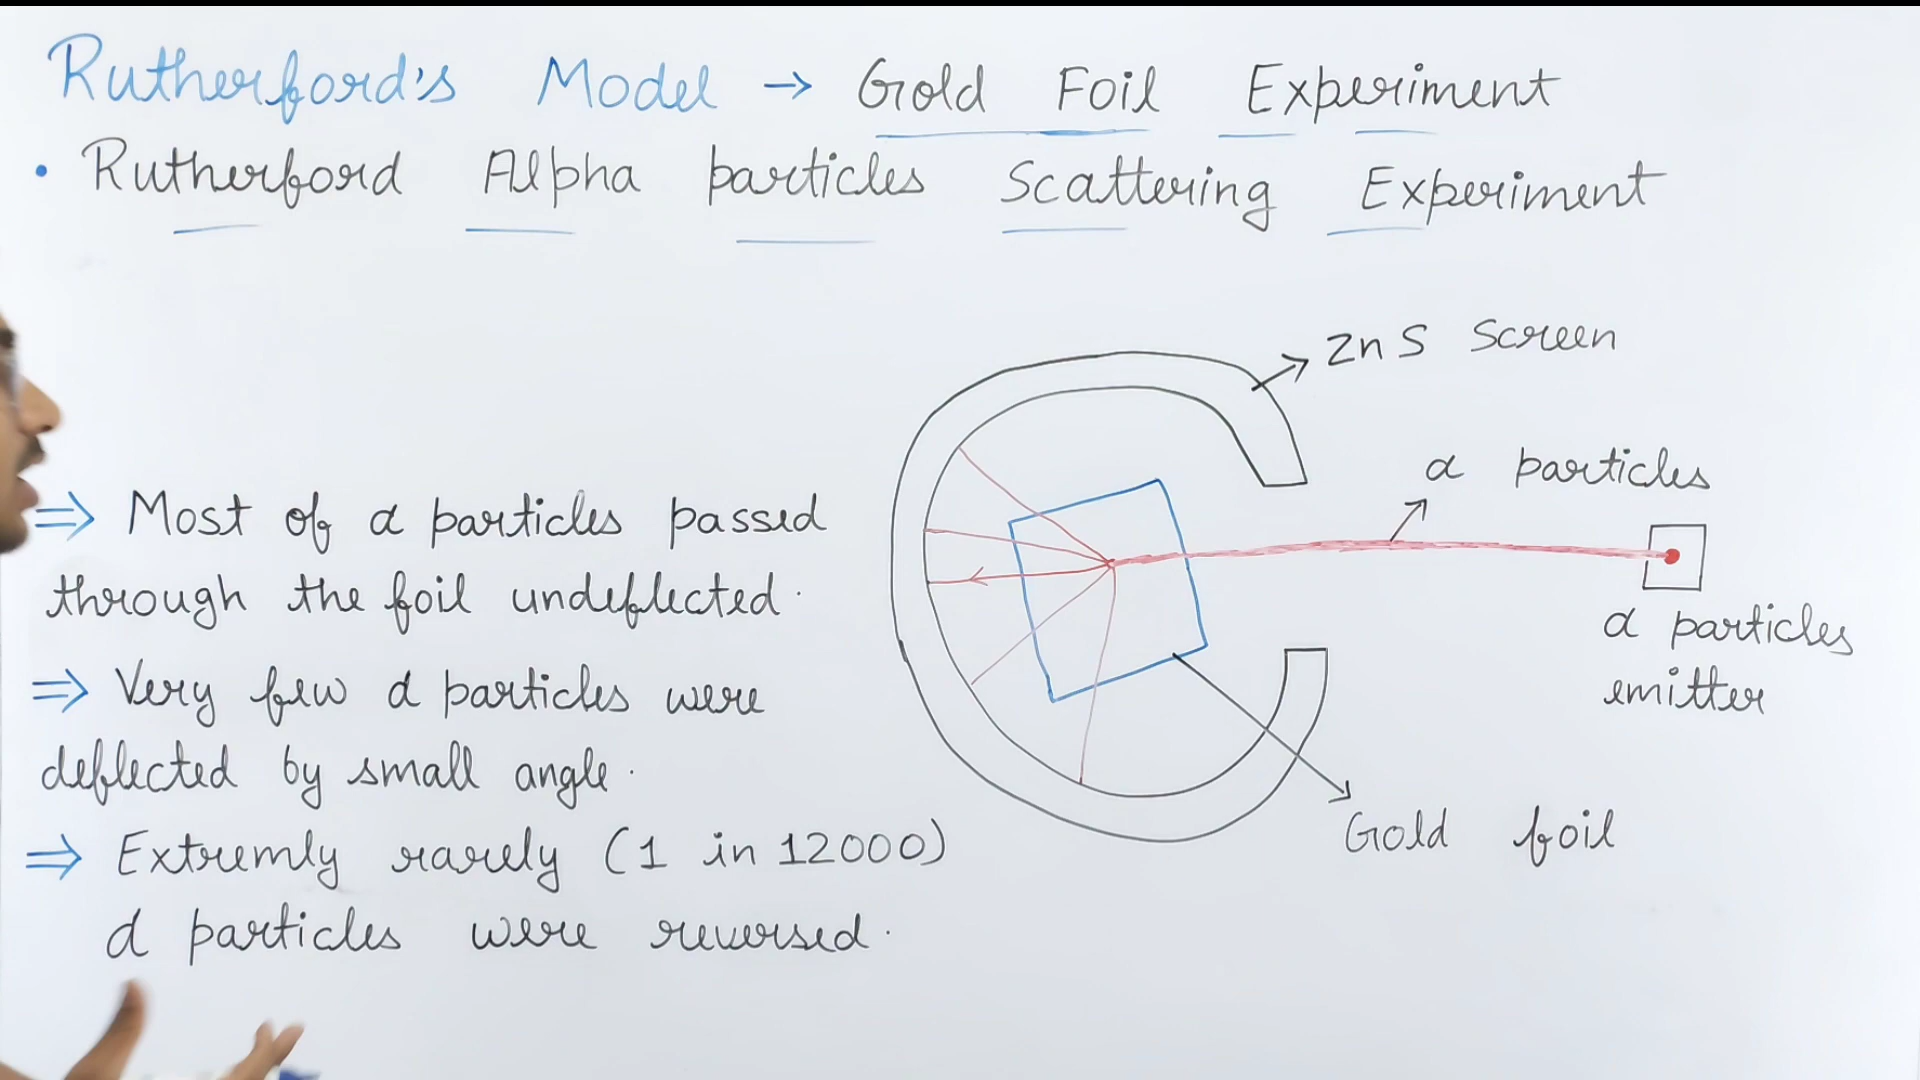 Rutherford's Model → Gold Foil Experiment
• Rutherford Alpha particles Scattering Experiment
ZnS Screen
α particles
α particles
emitter
Gold foil
⇒ Most of α particles passed
through the foil undeflected.
⇒ Very few α particles were
deflected by small angle.
⇒ Extremly rarely (1 in 12000)
α particles were reversed.